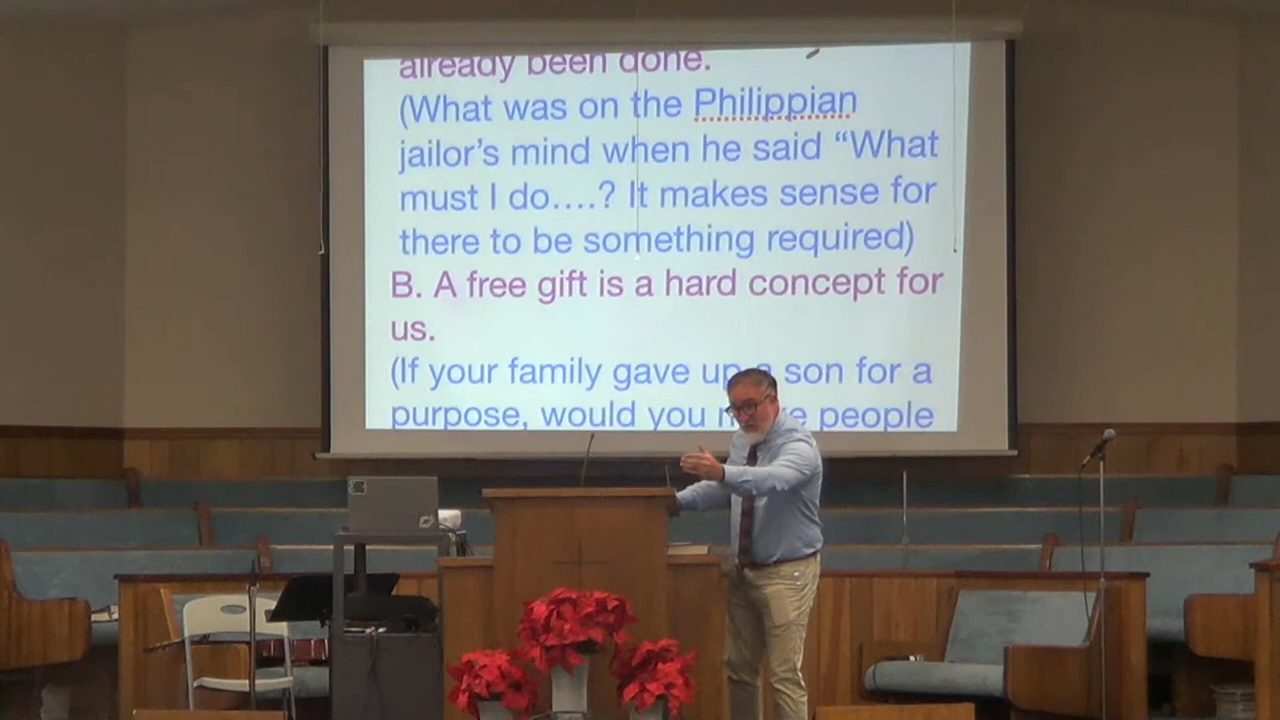 already been done.
(What was on the Philippian
jailor's mind when he said “What
must I do....? It makes sense for
there to be something required)
B. A free gift is a hard concept for
us.
(If your family gave up a son for a
purpose, would you people